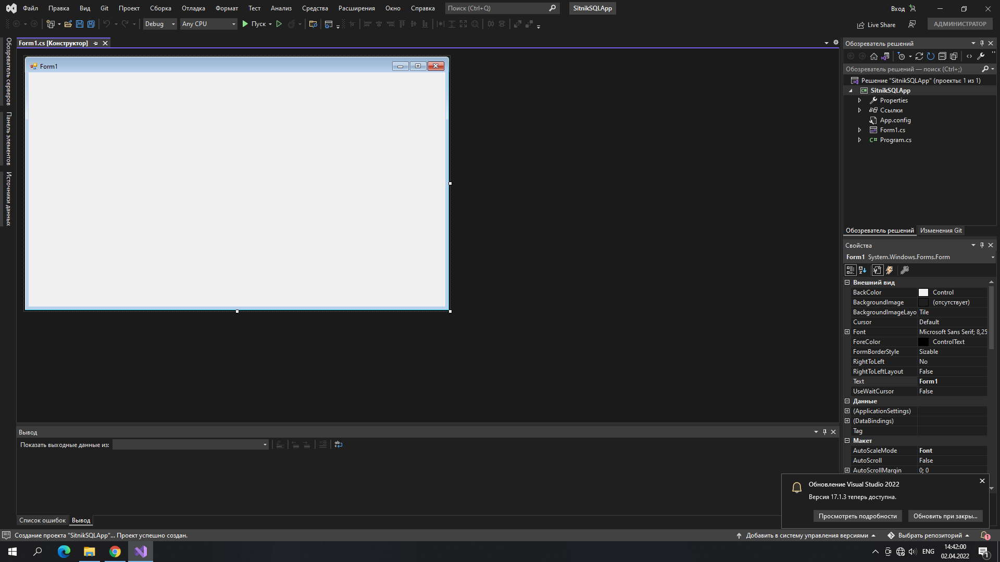 Файл Правка Вид Git Проект Сборка Отладка Формат Тест Анализ Средства Расширения Окно Справка Поиск (Ctrl+Q) SitnikSQLApp Вход
Debug Any CPU Пуск Live Share АДМИНИСТРАТОР
Обозреватель серверов
Панель элементов
Источники данных
Form1.cs [Конструктор]
Form1
Обозреватель решений
Обозреватель решений — поиск (Ctrl+;)
Решение "SitnikSQLApp" (проекты: 1 из 1)
C# SitnikSQLApp
Properties
Ссылки
App.config
Form1.cs
C# Program.cs
Обозреватель решений Изменения Git
Свойства
Form1 System.Windows.Forms.Form
Внешний вид
BackColor Control
BackgroundImage (отсутствует)
BackgroundImageLayo Tile
Cursor Default
Font Microsoft Sans Serif; 8,25
ForeColor ControlText
FormBorderStyle Sizable
RightToLeft No
RightToLeftLayout False
Text Form1
UseWaitCursor False
Данные
(ApplicationSettings)
(DataBindings)
Tag
Макет
AutoScaleMode Font
AutoScroll False
AutoScrollMargin 0; 0
Вывод
Показать выходные данные из:
Список ошибок Вывод
Обновление Visual Studio 2022
Версия 17.1.3 теперь доступна.
Просмотреть подробности Обновить при закры...
Создание проекта "SitnikSQLApp"... Проект успешно создан. Добавить в систему управления версиями Выбрать репозиторий 1
ENG 14:42:00
02.04.2022 1